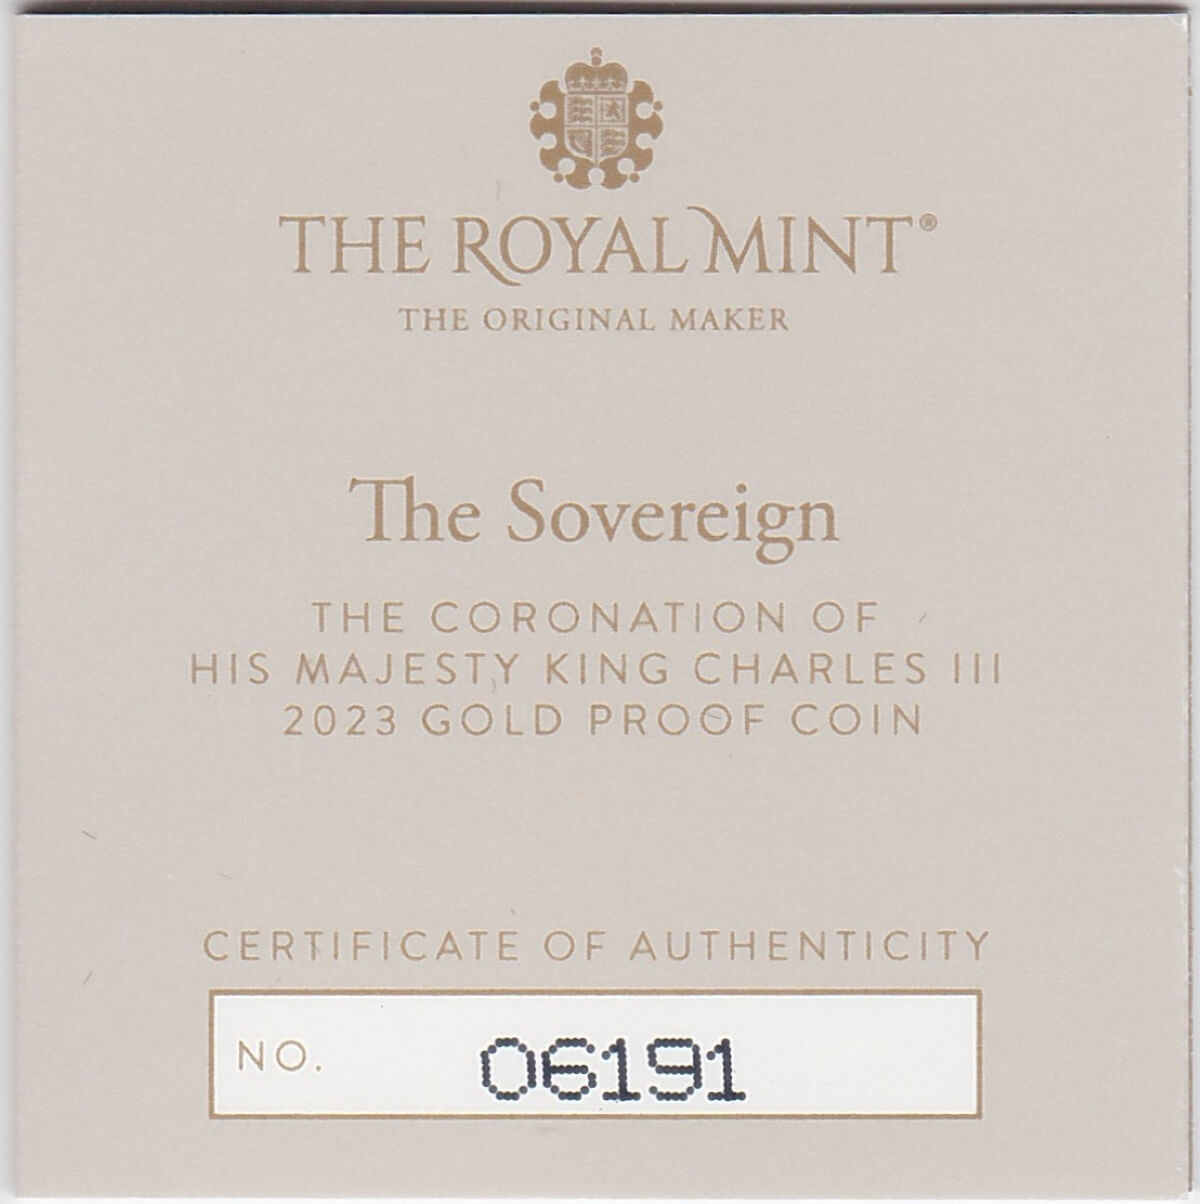 THE ROYAL MINT®
THE ORIGINAL MAKER
The Sovereign
THE CORONATION OF
HIS MAJESTY KING CHARLES III
2023 GOLD PROOF COIN
CERTIFICATE OF AUTHENTICITY
NO. 06191